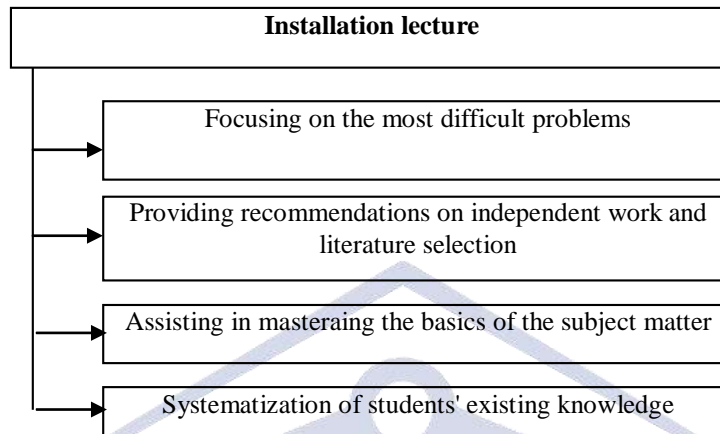 Installation lecture
Focusing on the most difficult problems
Providing recommendations on independent work and
literature selection
Assisting in masteraing the basics of the subject matter
Systematization of students' existing knowledge